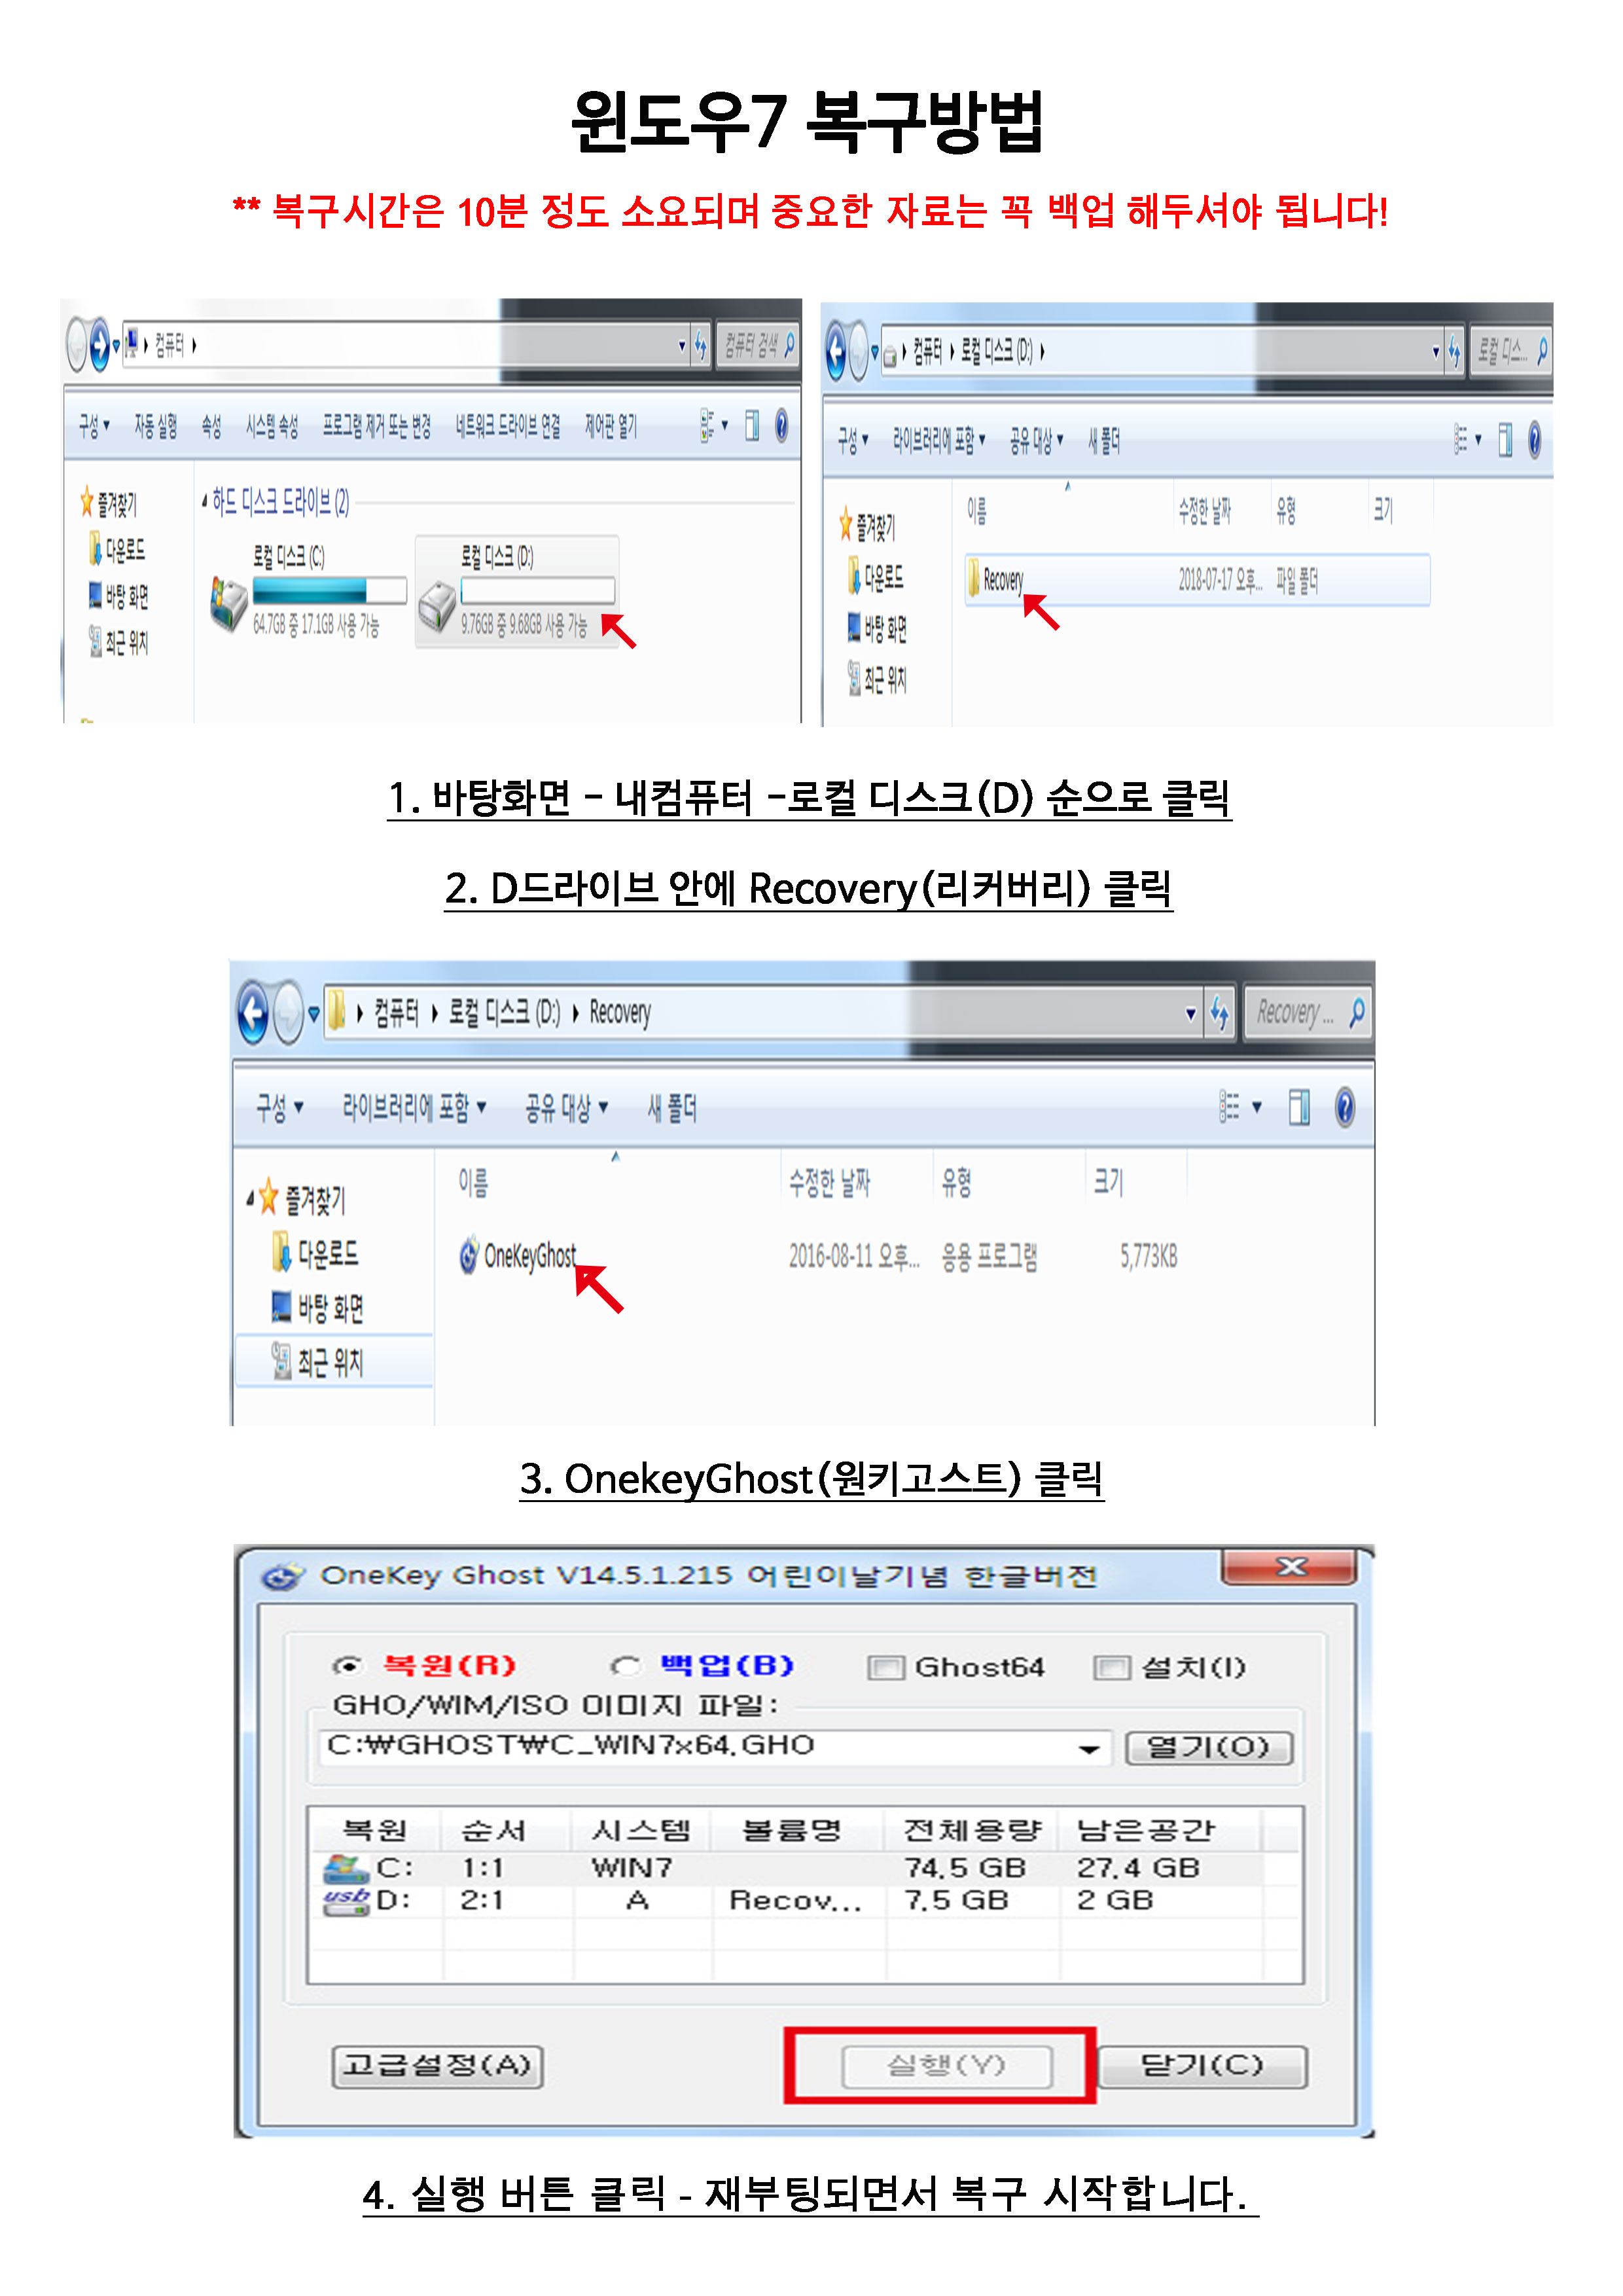 윈도우7 복구방법
** 복구시간은 10분 정도 소요되며 중요한 자료는 꼭 백업 해두셔야 됩니다!
컴퓨터
컴퓨터 검색
구성 자동 실행 속성 시스템 속성 프로그램 제거 또는 변경 네트워크 드라이브 연결 제어판 열기
즐겨찾기
다운로드
바탕 화면
최근 위치
하드 디스크 드라이브 (2)
로컬 디스크 (C:)
64.7GB 중 17.1GB 사용 가능
로컬 디스크 (D:)
9.76GB 중 9.68GB 사용 가능
컴퓨터 로컬 디스크 (D:)
로컬 디스...
구성 라이브러리에 포함 공유 대상 새 폴더
즐겨찾기
다운로드
바탕 화면
최근 위치
이름 수정한 날짜 유형 크기
Recovery 2018-07-17 오후... 파일 폴더
1. 바탕화면 - 내컴퓨터 -로컬 디스크(D) 순으로 클릭
2. D드라이브 안에 Recovery(리커버리) 클릭
컴퓨터 로컬 디스크 (D:) Recovery
Recovery ...
구성 라이브러리에 포함 공유 대상 새 폴더
즐겨찾기
다운로드
바탕 화면
최근 위치
이름 수정한 날짜 유형 크기
OneKeyGhost 2016-08-11 오후... 응용 프로그램 5,773KB
3. OnekeyGhost(원키고스트) 클릭
OneKey Ghost V14.5.1.215 어린이날기념 한글버전
복원(R) 백업(B) Ghost64 설치(I)
GHO/WIM/ISO 이미지 파일:
C:₩GHOST₩C_WIN7x64.GHO 열기(O)
복원 순서 시스템 볼륨명 전체용량 남은공간
C: 1:1 WIN7 74.5 GB 27.4 GB
usb D: 2:1 A Recov... 7.5 GB 2 GB
고급설정(A) 실행(Y) 닫기(C)
4. 실행 버튼 클릭 - 재부팅되면서 복구 시작합니다.